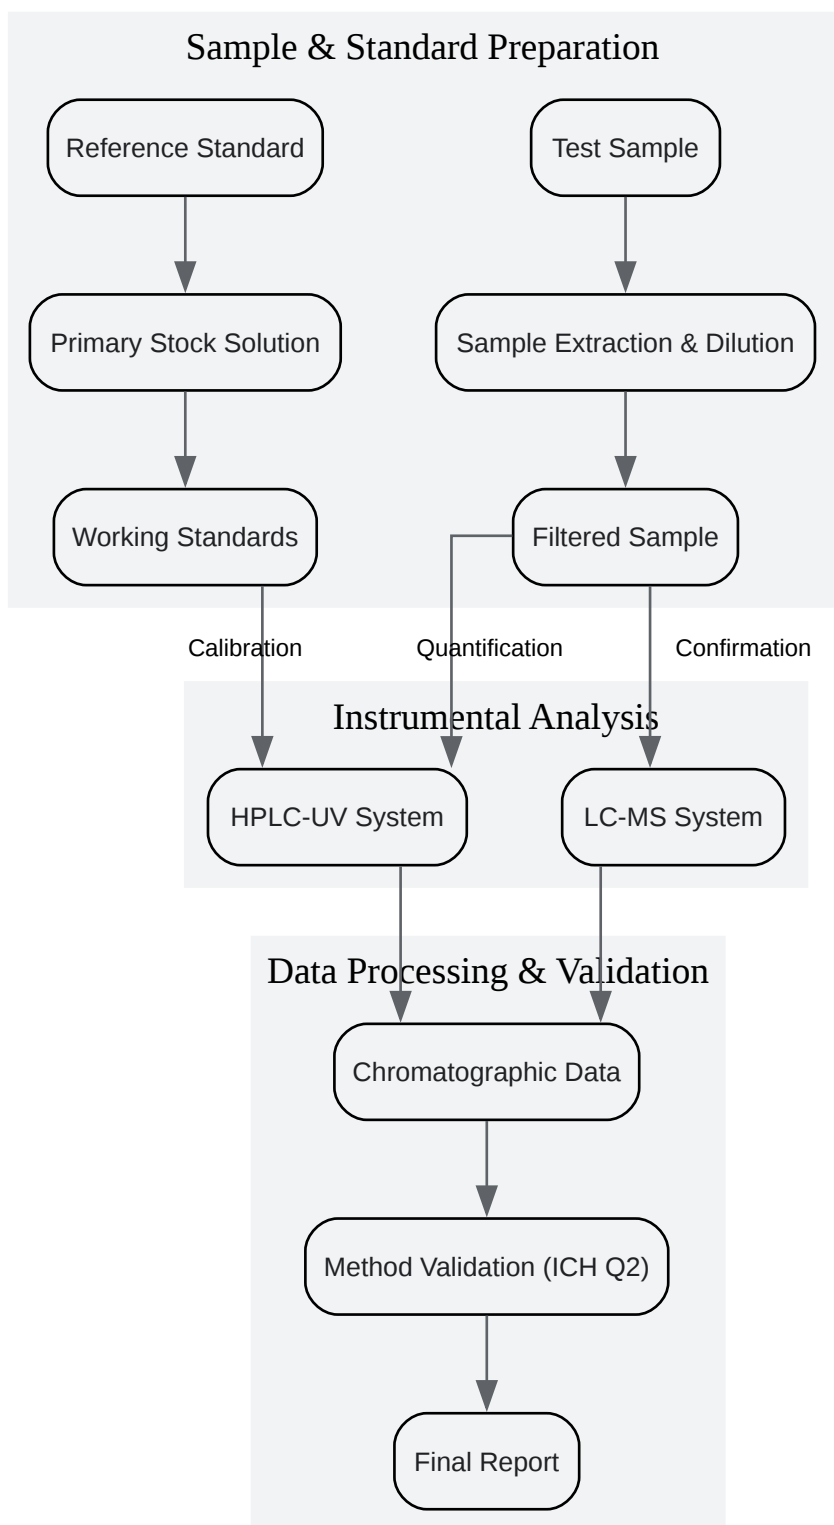 Sample & Standard Preparation
Reference Standard
Test Sample
Primary Stock Solution
Sample Extraction & Dilution
Working Standards
Filtered Sample
Calibration
Quantification
Confirmation
Instrumental Analysis
HPLC-UV System
LC-MS System
Data Processing & Validation
Chromatographic Data
Method Validation (ICH Q2)
Final Report